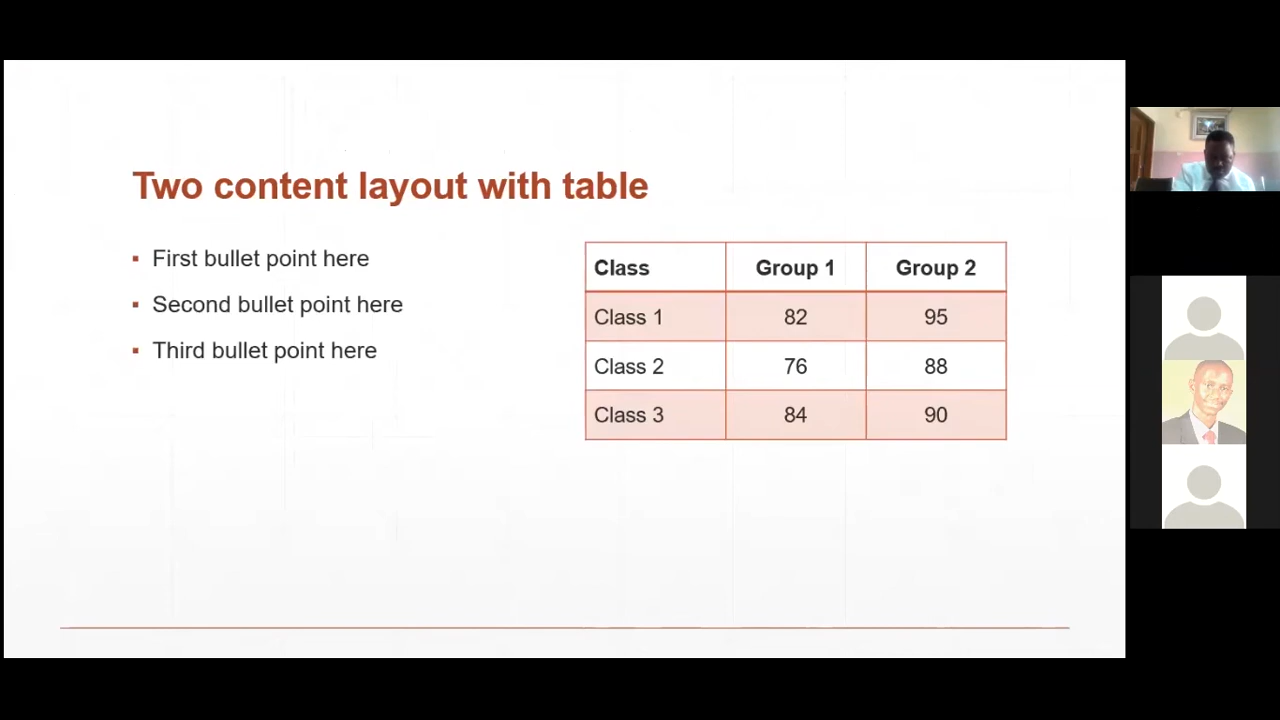 Two content layout with table
▪ First bullet point here
▪ Second bullet point here
▪ Third bullet point here
Class Group 1 Group 2
Class 1 82 95
Class 2 76 88
Class 3 84 90